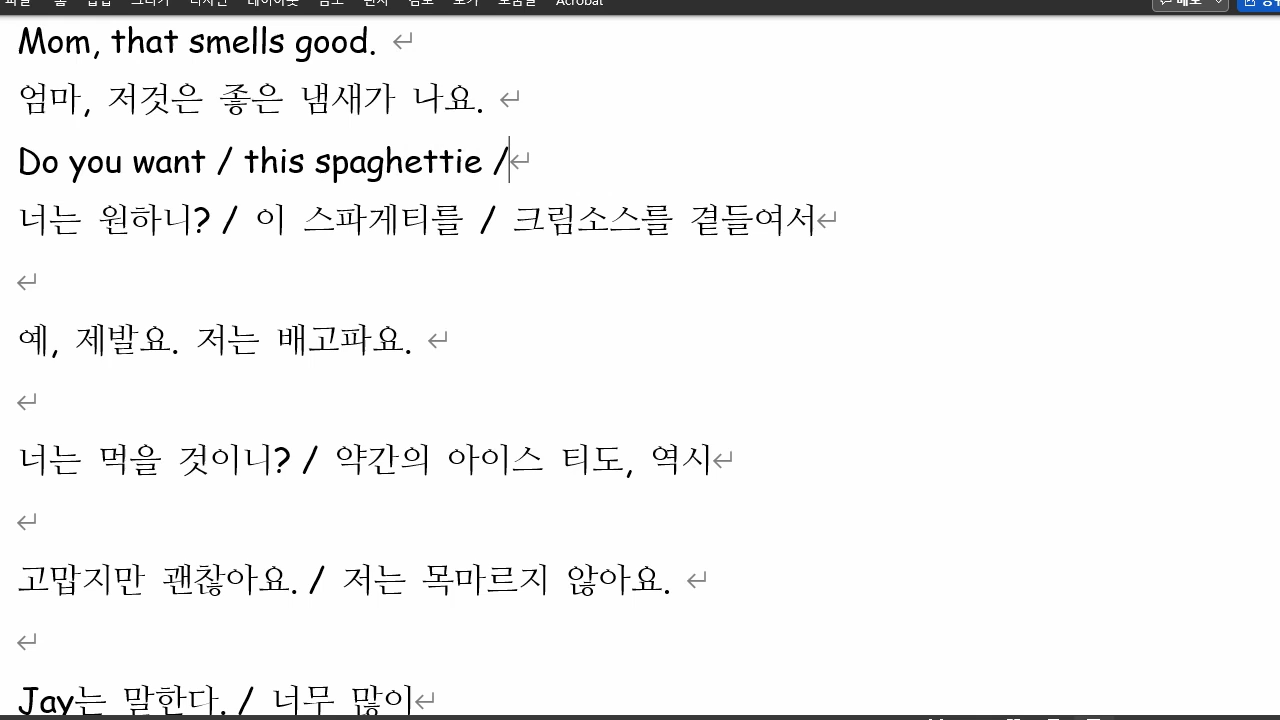 Acrobat
Mom, that smells good.
엄마, 저것은 좋은 냄새가 나요.
Do you want / this spaghettie /
너는 원하니? / 이 스파게티를 / 크림소스를 곁들여서
예, 제발요. 저는 배고파요.
너는 먹을 것이니? / 약간의 아이스 티도, 역시
고맙지만 괜찮아요. / 저는 목마르지 않아요.
Jay는 말한다. / 너무 많이